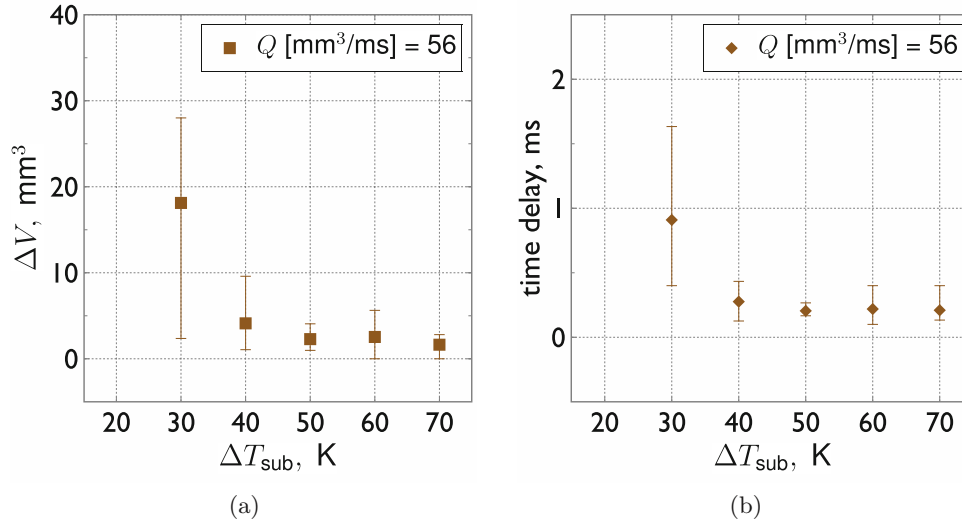 40
30
20
10
0
Q [mm³/ms] = 56
ΔV, mm³
20 30 40 50 60 70
ΔT_sub, K
(a)
2
1
0
Q [mm³/ms] = 56
time delay, ms
20 30 40 50 60 70
ΔT_sub, K
(b)